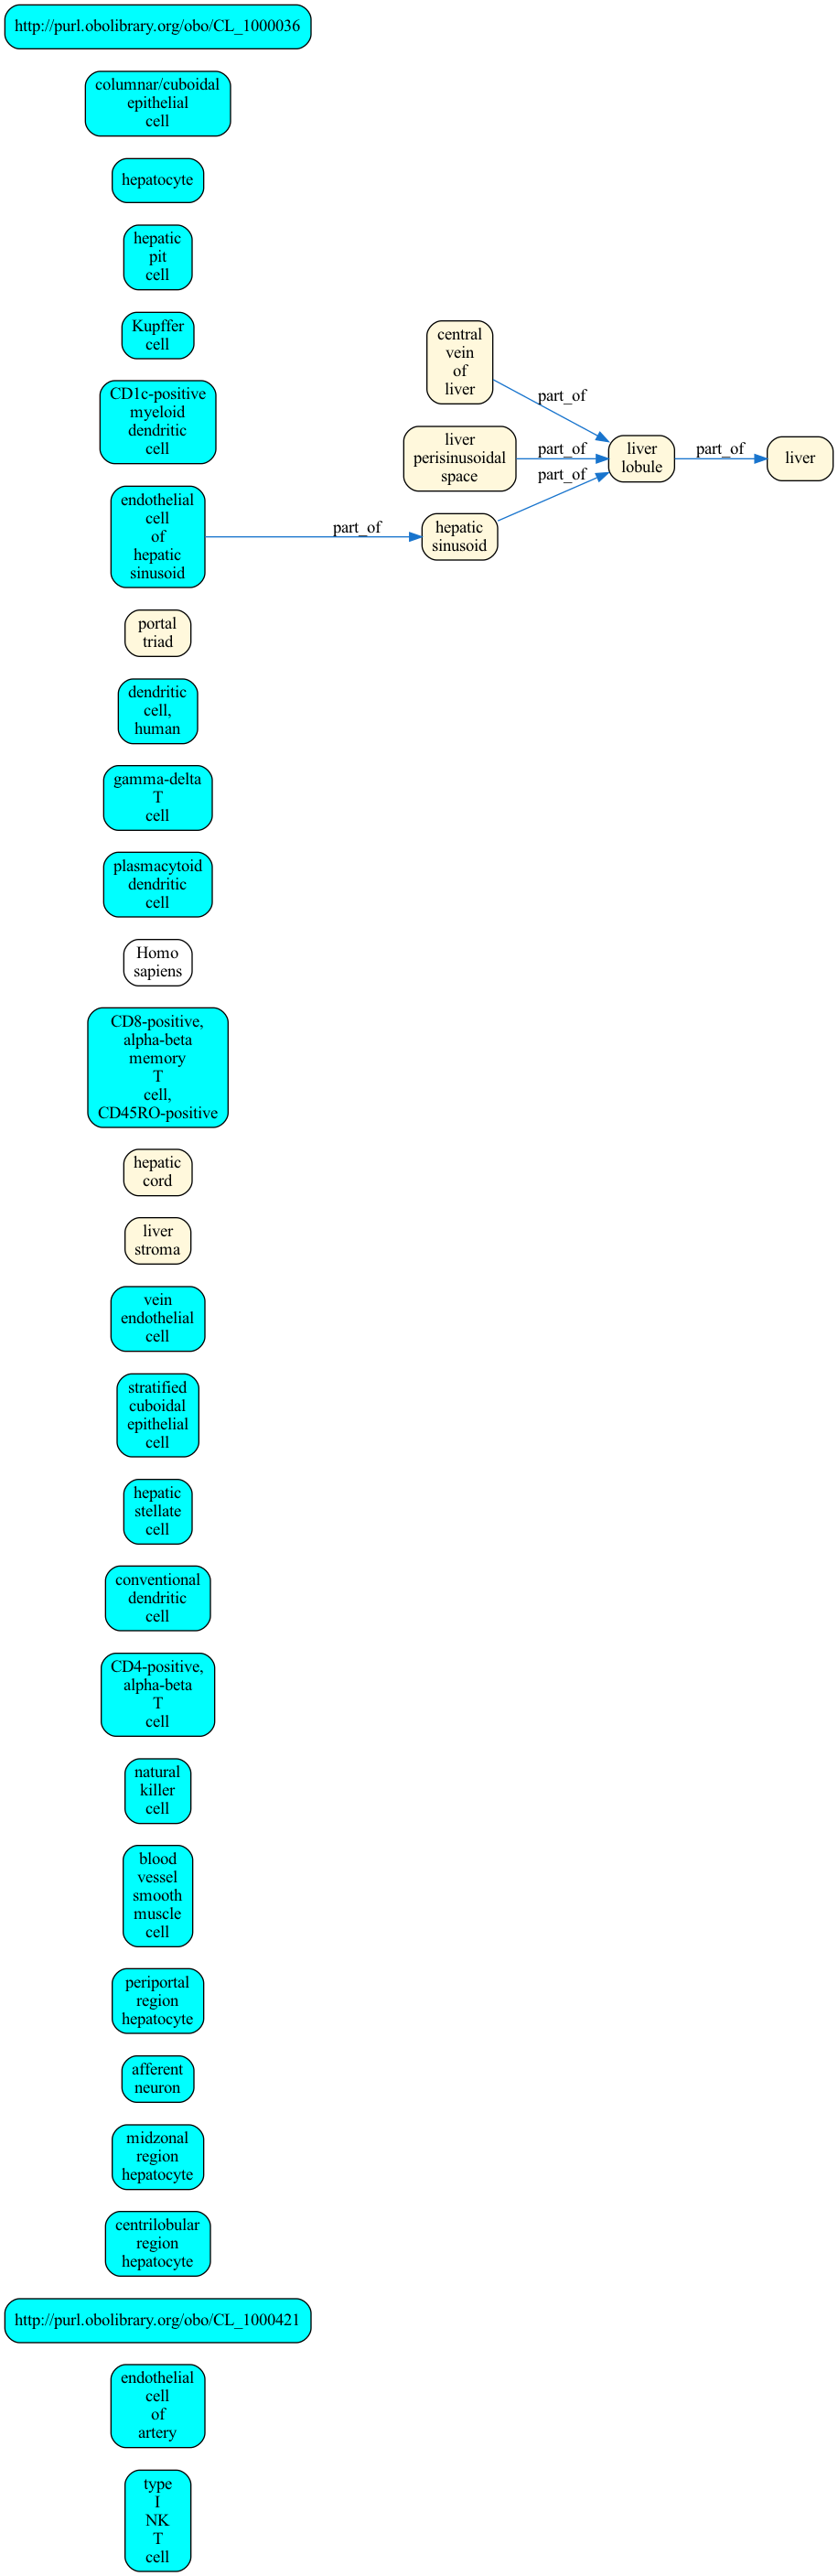 http://purl.obolibrary.org/obo/CL_1000036
columnar/cuboidal
epithelial
cell
hepatocyte
hepatic
pit
cell
Kupffer
cell
CD1c-positive
myeloid
dendritic
cell
endothelial
cell
of
hepatic
sinusoid
part_of
hepatic
sinusoid
central
vein
of
liver
liver
perisinusoidal
space
part_of
part_of
part_of
liver
lobule
part_of
liver
portal
triad
dendritic
cell,
human
gamma-delta
T
cell
plasmacytoid
dendritic
cell
Homo
sapiens
CD8-positive,
alpha-beta
memory
T
cell,
CD45RO-positive
hepatic
cord
liver
stroma
vein
endothelial
cell
stratified
cuboidal
epithelial
cell
hepatic
stellate
cell
conventional
dendritic
cell
CD4-positive,
alpha-beta
T
cell
natural
killer
cell
blood
vessel
smooth
muscle
cell
periportal
region
hepatocyte
afferent
neuron
midzonal
region
hepatocyte
centrilobular
region
hepatocyte
http://purl.obolibrary.org/obo/CL_1000421
endothelial
cell
of
artery
type
I
NK
T
cell